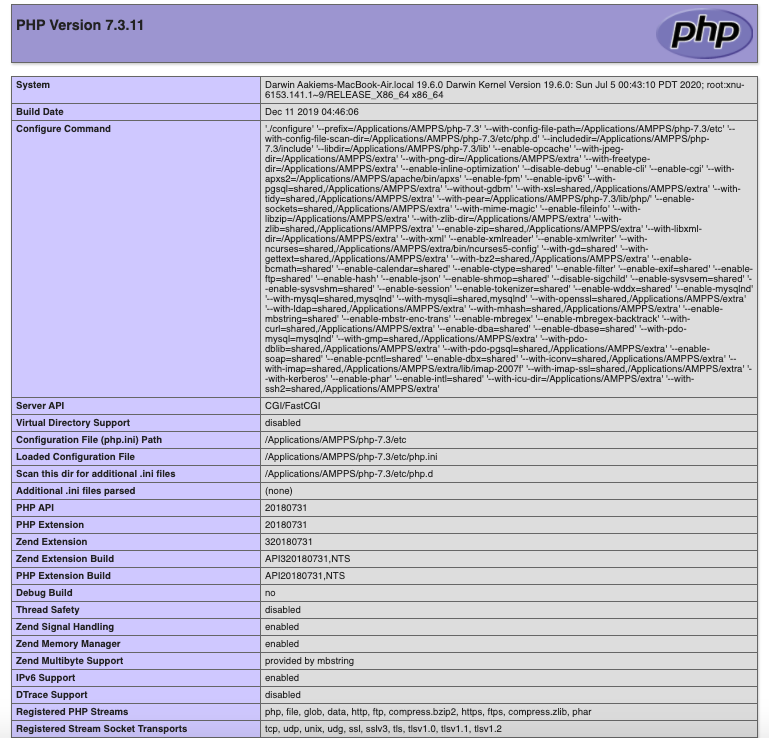 PHP Version 7.3.11
php
System
Darwin Aakiems-MacBook-Air.local 19.6.0 Darwin Kernel Version 19.6.0: Sun Jul 5 00:43:10 PDT 2020; root:xnu-
6153.141.1~9/RELEASE_X86_64 x86_64
Build Date
Dec 11 2019 04:46:06
Configure Command
'./configure' '--prefix=/Applications/AMPPS/php-7.3' '--with-config-file-path=/Applications/AMPPS/php-7.3/etc' '--
with-config-file-scan-dir=/Applications/AMPPS/php-7.3/etc/php.d' '--includedir=/Applications/AMPPS/php-
7.3/include' '--libdir=/Applications/AMPPS/php-7.3/lib' '--enable-opcache' '--with-jpeg-
dir=/Applications/AMPPS/extra' '--with-png-dir=/Applications/AMPPS/extra' '--with-freetype-
dir=/Applications/AMPPS/extra' '--enable-inline-optimization' '--disable-debug' '--enable-cli' '--enable-cgi' '--with-
apxs2=/Applications/AMPPS/apache/bin/apxs' '--enable-fpm' '--enable-ipv6' '--with-
pgsql=shared,/Applications/AMPPS/extra' '--without-gdbm' '--with-xsl=shared,/Applications/AMPPS/extra' '--with-
tidy=shared,/Applications/AMPPS/extra' '--with-pear=/Applications/AMPPS/php-7.3/lib/php/' '--enable-
sockets=shared,/Applications/AMPPS/extra' '--with-mime-magic' '--enable-fileinfo' '--with-
libzip=/Applications/AMPPS/extra' '--with-zlib-dir=/Applications/AMPPS/extra' '--with-
zlib=shared,/Applications/AMPPS/extra' '--enable-zip=shared,/Applications/AMPPS/extra' '--with-libxml-
dir=/Applications/AMPPS/extra' '--with-xml' '--enable-xmlreader' '--enable-xmlwriter' '--with-
ncurses=shared,/Applications/AMPPS/extra/bin/ncurses5-config' '--with-gd=shared' '--with-
gettext=shared,/Applications/AMPPS/extra' '--with-bz2=shared,/Applications/AMPPS/extra' '--enable-
bcmath=shared' '--enable-calendar=shared' '--enable-ctype=shared' '--enable-filter' '--enable-exif=shared' '--enable-
ftp=shared' '--enable-hash' '--enable-json' '--enable-shmop=shared' '--disable-sigchild' '--enable-sysvsem=shared' '-
-enable-sysvshm=shared' '--enable-session' '--enable-tokenizer=shared' '--enable-wddx=shared' '--enable-mysqlnd'
'--with-mysql=shared,mysqlnd' '--with-mysqli=shared,mysqlnd' '--with-openssl=shared,/Applications/AMPPS/extra'
'--with-ldap=shared,/Applications/AMPPS/extra' '--with-mhash=shared,/Applications/AMPPS/extra' '--enable-
mbstring=shared' '--enable-mbstr-enc-trans' '--enable-mbregex' '--enable-mbregex-backtrack' '--with-
curl=shared,/Applications/AMPPS/extra' '--enable-dba=shared' '--enable-dbase=shared' '--with-pdo-
mysql=mysqlnd' '--with-gmp=shared,/Applications/AMPPS/extra' '--with-pdo-
dblib=shared,/Applications/AMPPS/extra' '--with-pdo-pgsql=shared,/Applications/AMPPS/extra' '--enable-
soap=shared' '--enable-pcntl=shared' '--enable-dbx=shared' '--with-iconv=shared,/Applications/AMPPS/extra' '--
with-imap=shared,/Applications/AMPPS/extra/lib/imap-2007f' '--with-imap-ssl=shared,/Applications/AMPPS/extra' '-
-with-kerberos' '--enable-phar' '--enable-intl=shared' '--with-icu-dir=/Applications/AMPPS/extra' '--with-
ssh2=shared,/Applications/AMPPS/extra'
Server API
CGI/FastCGI
Virtual Directory Support
disabled
Configuration File (php.ini) Path
/Applications/AMPPS/php-7.3/etc
Loaded Configuration File
/Applications/AMPPS/php-7.3/etc/php.ini
Scan this dir for additional .ini files
/Applications/AMPPS/php-7.3/etc/php.d
Additional .ini files parsed
(none)
PHP API
20180731
PHP Extension
20180731
Zend Extension
320180731
Zend Extension Build
API320180731,NTS
PHP Extension Build
API20180731,NTS
Debug Build
no
Thread Safety
disabled
Zend Signal Handling
enabled
Zend Memory Manager
enabled
Zend Multibyte Support
provided by mbstring
IPv6 Support
enabled
DTrace Support
disabled
Registered PHP Streams
php, file, glob, data, http, ftp, compress.bzip2, https, ftps, compress.zlib, phar
Registered Stream Socket Transports
tcp, udp, unix, udg, ssl, sslv3, tls, tlsv1.0, tlsv1.1, tlsv1.2